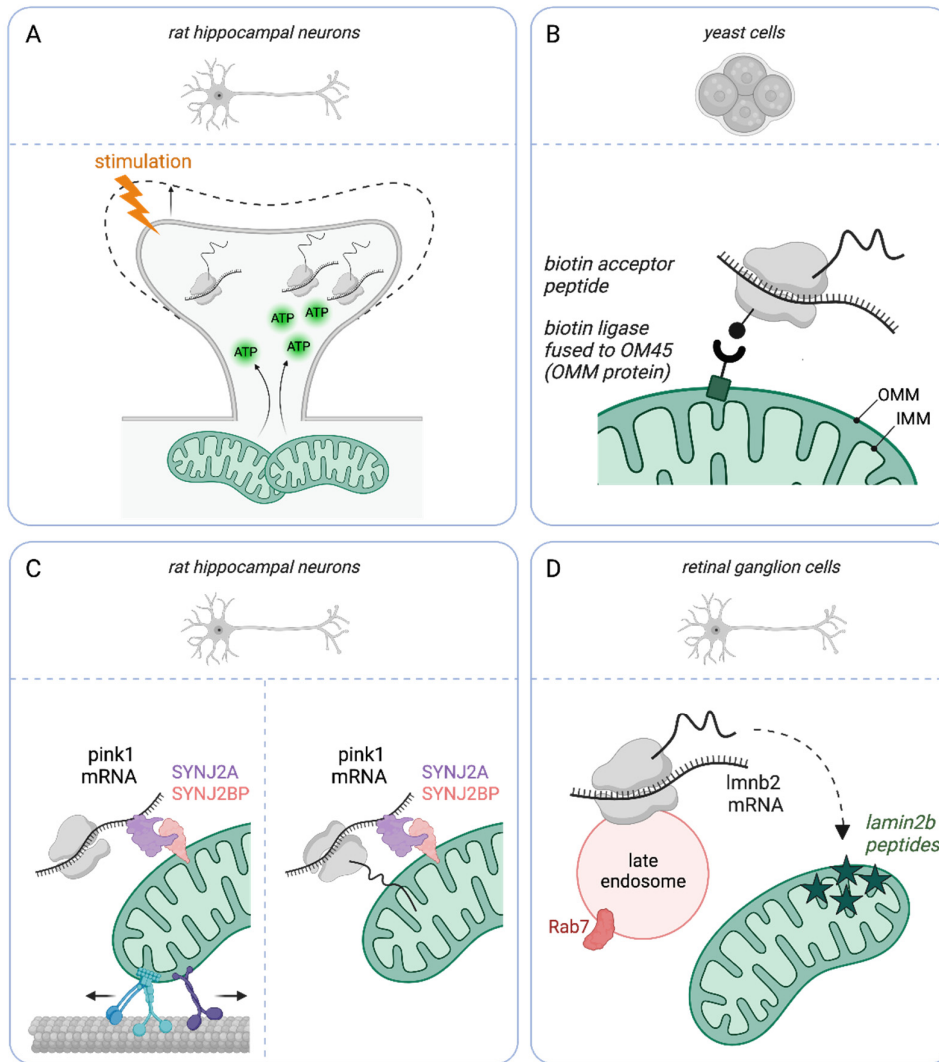 A
rat hippocampal neurons
stimulation
ATP
ATP
ATP
ATP
B
yeast cells
biotin acceptor
peptide
biotin ligase
fused to OM45
(OMM protein)
OMM
IMM
C
rat hippocampal neurons
pink1
mRNA
SYNJ2A
SYNJ2BP
pink1
mRNA
SYNJ2A
SYNJ2BP
D
retinal ganglion cells
lmnb2
mRNA
lamin2b
peptides
late
endosome
Rab7